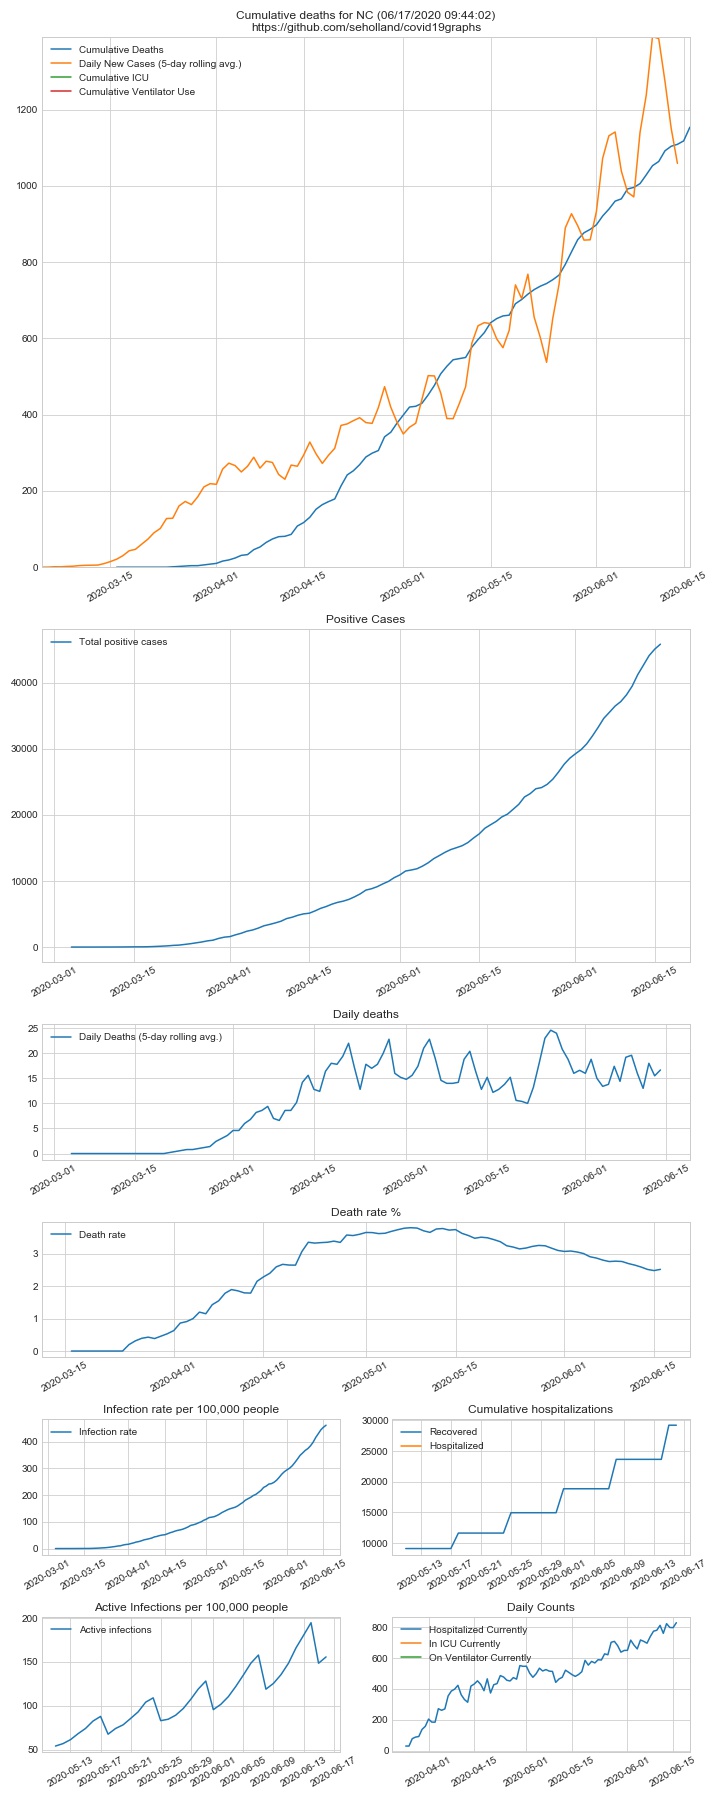 Cumulative deaths for NC (06/17/2020 09:44:02)
https://github.com/seholland/covid19graphs
Cumulative Deaths
Daily New Cases (5-day rolling avg.)
Cumulative ICU
Cumulative Ventilator Use
1200
1000
800
600
400
200
0
2020-03-15 2020-04-01 2020-04-15 2020-05-01 2020-05-15 2020-06-01 2020-06-15
Positive Cases
Total positive cases
40000
30000
20000
10000
0
2020-03-01 2020-03-15 2020-04-01 2020-04-15 2020-05-01 2020-05-15 2020-06-01 2020-06-15
Daily deaths
Daily Deaths (5-day rolling avg.)
25
20
15
10
5
0
2020-03-01 2020-03-15 2020-04-01 2020-04-15 2020-05-01 2020-05-15 2020-06-01 2020-06-15
Death rate %
Death rate
3
2
1
0
2020-03-15 2020-04-01 2020-04-15 2020-05-01 2020-05-15 2020-06-01 2020-06-15
Infection rate per 100,000 people
Infection rate
400
300
200
100
0
2020-03-01 2020-03-15 2020-04-01 2020-04-15 2020-05-01 2020-05-15 2020-06-01 2020-06-15
Cumulative hospitalizations
Recovered
Hospitalized
30000
25000
20000
15000
10000
2020-05-13 2020-05-17 2020-05-21 2020-05-25 2020-05-29 2020-06-01 2020-06-05 2020-06-09 2020-06-13 2020-06-17
Active Infections per 100,000 people
Active infections
200
150
100
50
2020-05-13 2020-05-17 2020-05-21 2020-05-25 2020-05-29 2020-06-01 2020-06-05 2020-06-09 2020-06-13 2020-06-17
Daily Counts
Hospitalized Currently
In ICU Currently
On Ventilator Currently
800
600
400
200
0
2020-04-01 2020-04-15 2020-05-01 2020-05-15 2020-06-01 2020-06-15